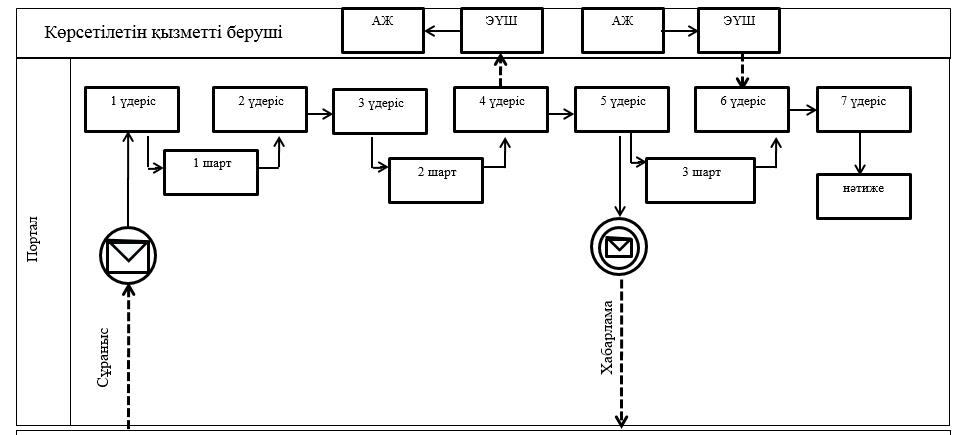 АЖ
ЭҮШ
АЖ
ЭҮШ
Көрсетілетін қызметті беруші
1 үдеріс
2 үдеріс
3 үдеріс
4 үдеріс
5 үдеріс
6 үдеріс
7 үдеріс
1 шарт
2 шарт
3 шарт
нәтиже
Портал
Сұраныс
Хабарлама